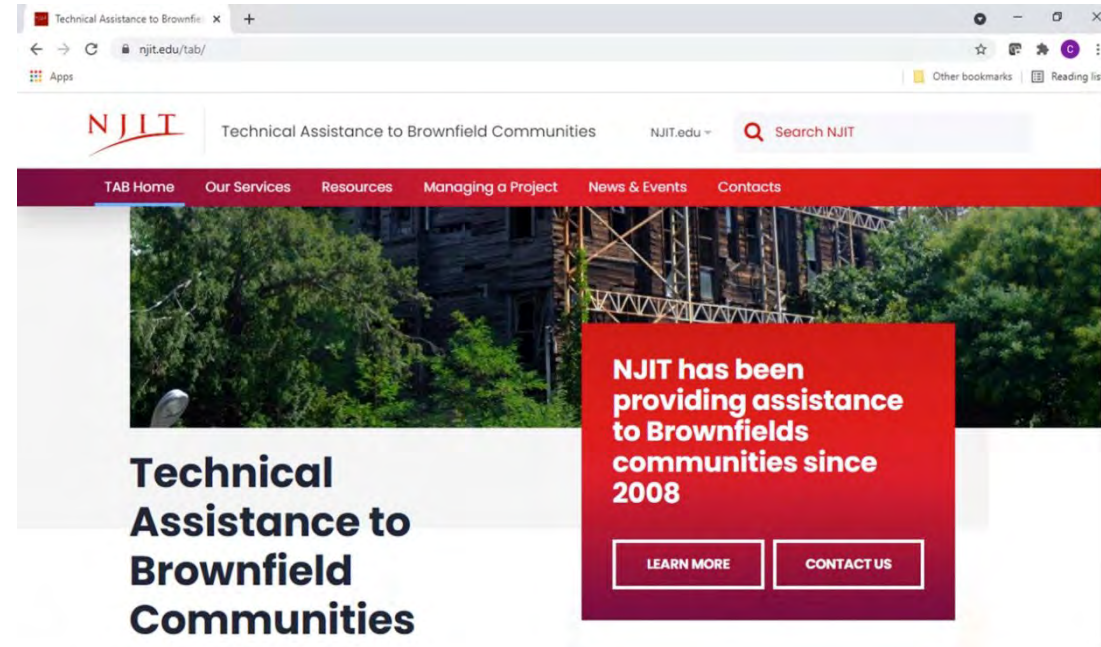 Technical Assistance to Brownfie
njit.edu/tab/
Apps
Other bookmarks
Reading lis
NJIT
Technical Assistance to Brownfield Communities
NJIT.edu
Search NJIT
TAB Home
Our Services
Resources
Managing a Project
News & Events
Contacts
NJIT has been
providing assistance
to Brownfields
communities since
2008
LEARN MORE
CONTACT US
Technical
Assistance to
Brownfield
Communities